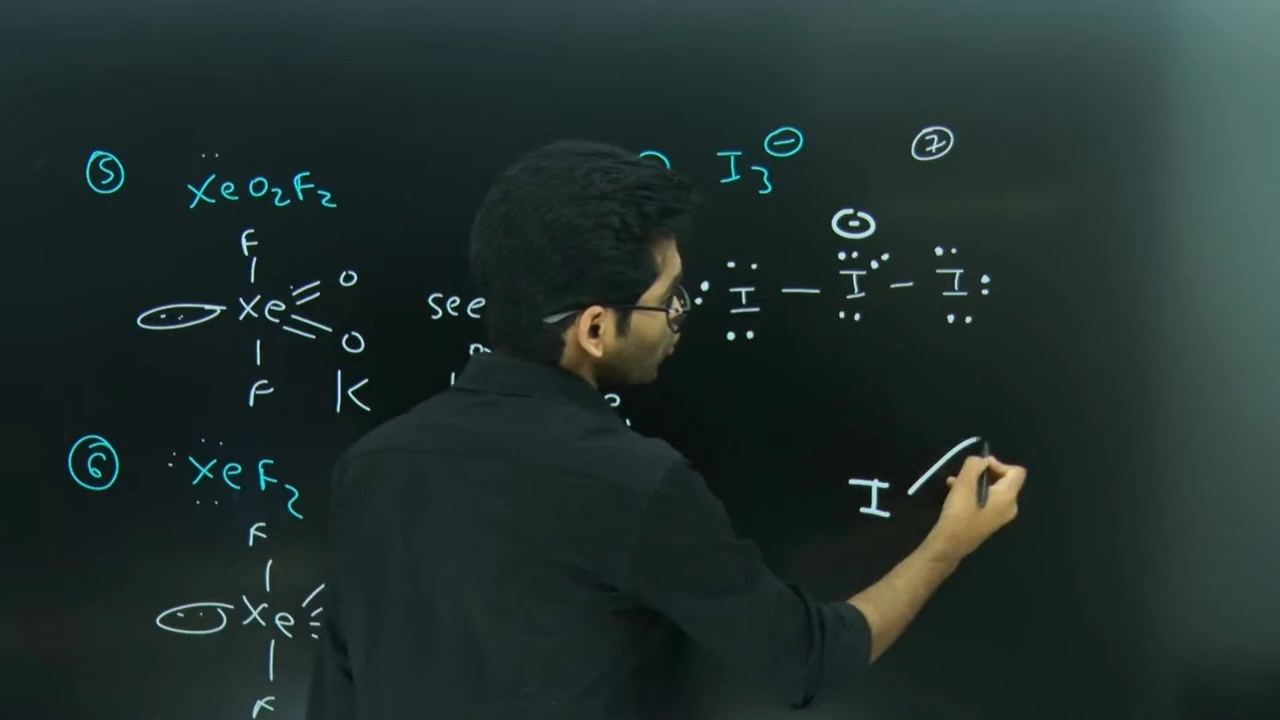 5 XeO2F2
F
Xe = O
= O
F
K
see
6 XeF2
F
Xe
F
I3 −
I — I − I
−
I
7